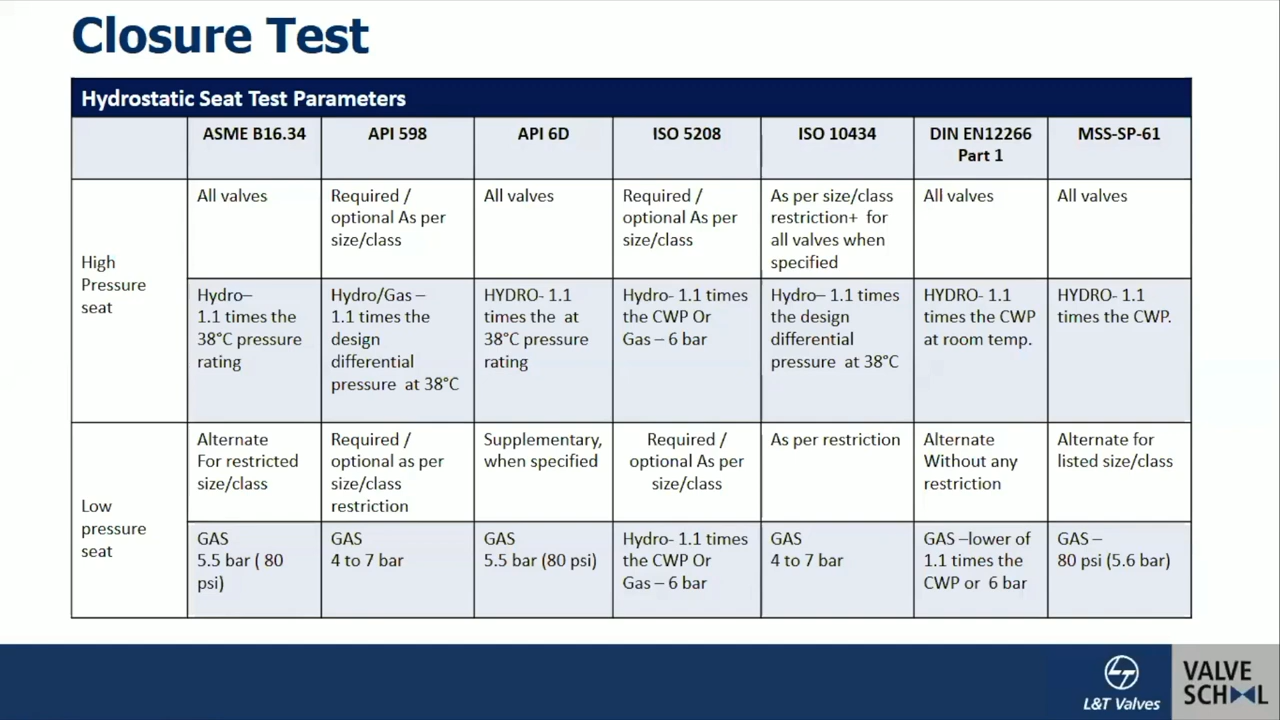 Closure Test
Hydrostatic Seat Test Parameters
ASME B16.34
API 598
API 6D
ISO 5208
ISO 10434
DIN EN12266
Part 1
MSS-SP-61
High
Pressure
seat
All valves
Required /
optional As per
size/class
All valves
Required /
optional As per
size/class
As per size/class
restriction+ for
all valves when
specified
All valves
All valves
Hydro–
1.1 times the
38°C pressure
rating
Hydro/Gas –
1.1 times the
design
differential
pressure at 38°C
HYDRO- 1.1
times the at
38°C pressure
rating
Hydro- 1.1 times
the CWP Or
Gas – 6 bar
Hydro– 1.1 times
the design
differential
pressure at 38°C
HYDRO- 1.1
times the CWP
at room temp.
HYDRO- 1.1
times the CWP.
Low
pressure
seat
Alternate
For restricted
size/class
Required /
optional as per
size/class
restriction
Supplementary,
when specified
Required /
optional As per
size/class
As per restriction
Alternate
Without any
restriction
Alternate for
listed size/class
GAS
5.5 bar ( 80
psi)
GAS
4 to 7 bar
GAS
5.5 bar (80 psi)
Hydro- 1.1 times
the CWP Or
Gas – 6 bar
GAS
4 to 7 bar
GAS –lower of
1.1 times the
CWP or 6 bar
GAS –
80 psi (5.6 bar)
L&T Valves
VALVE
SCHOOL